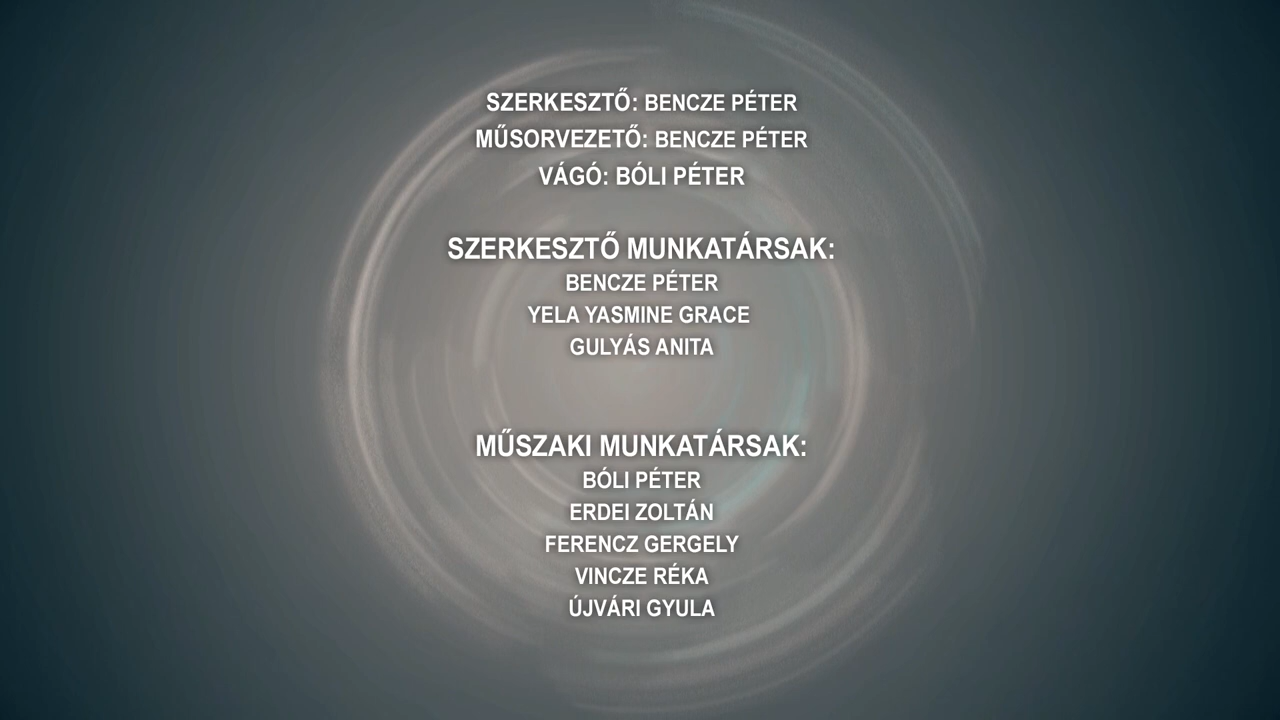 SZERKESZTŐ: BENCZE PÉTER
MŰSORVEZETŐ: BENCZE PÉTER
VÁGÓ: BÓLI PÉTER
SZERKESZTŐ MUNKATÁRSAK:
BENCZE PÉTER
YELA YASMINE GRACE
GULYÁS ANITA
MŰSZAKI MUNKATÁRSAK:
BÓLI PÉTER
ERDEI ZOLTÁN
FERENCZ GERGELY
VINCZE RÉKA
ÚJVÁRI GYULA